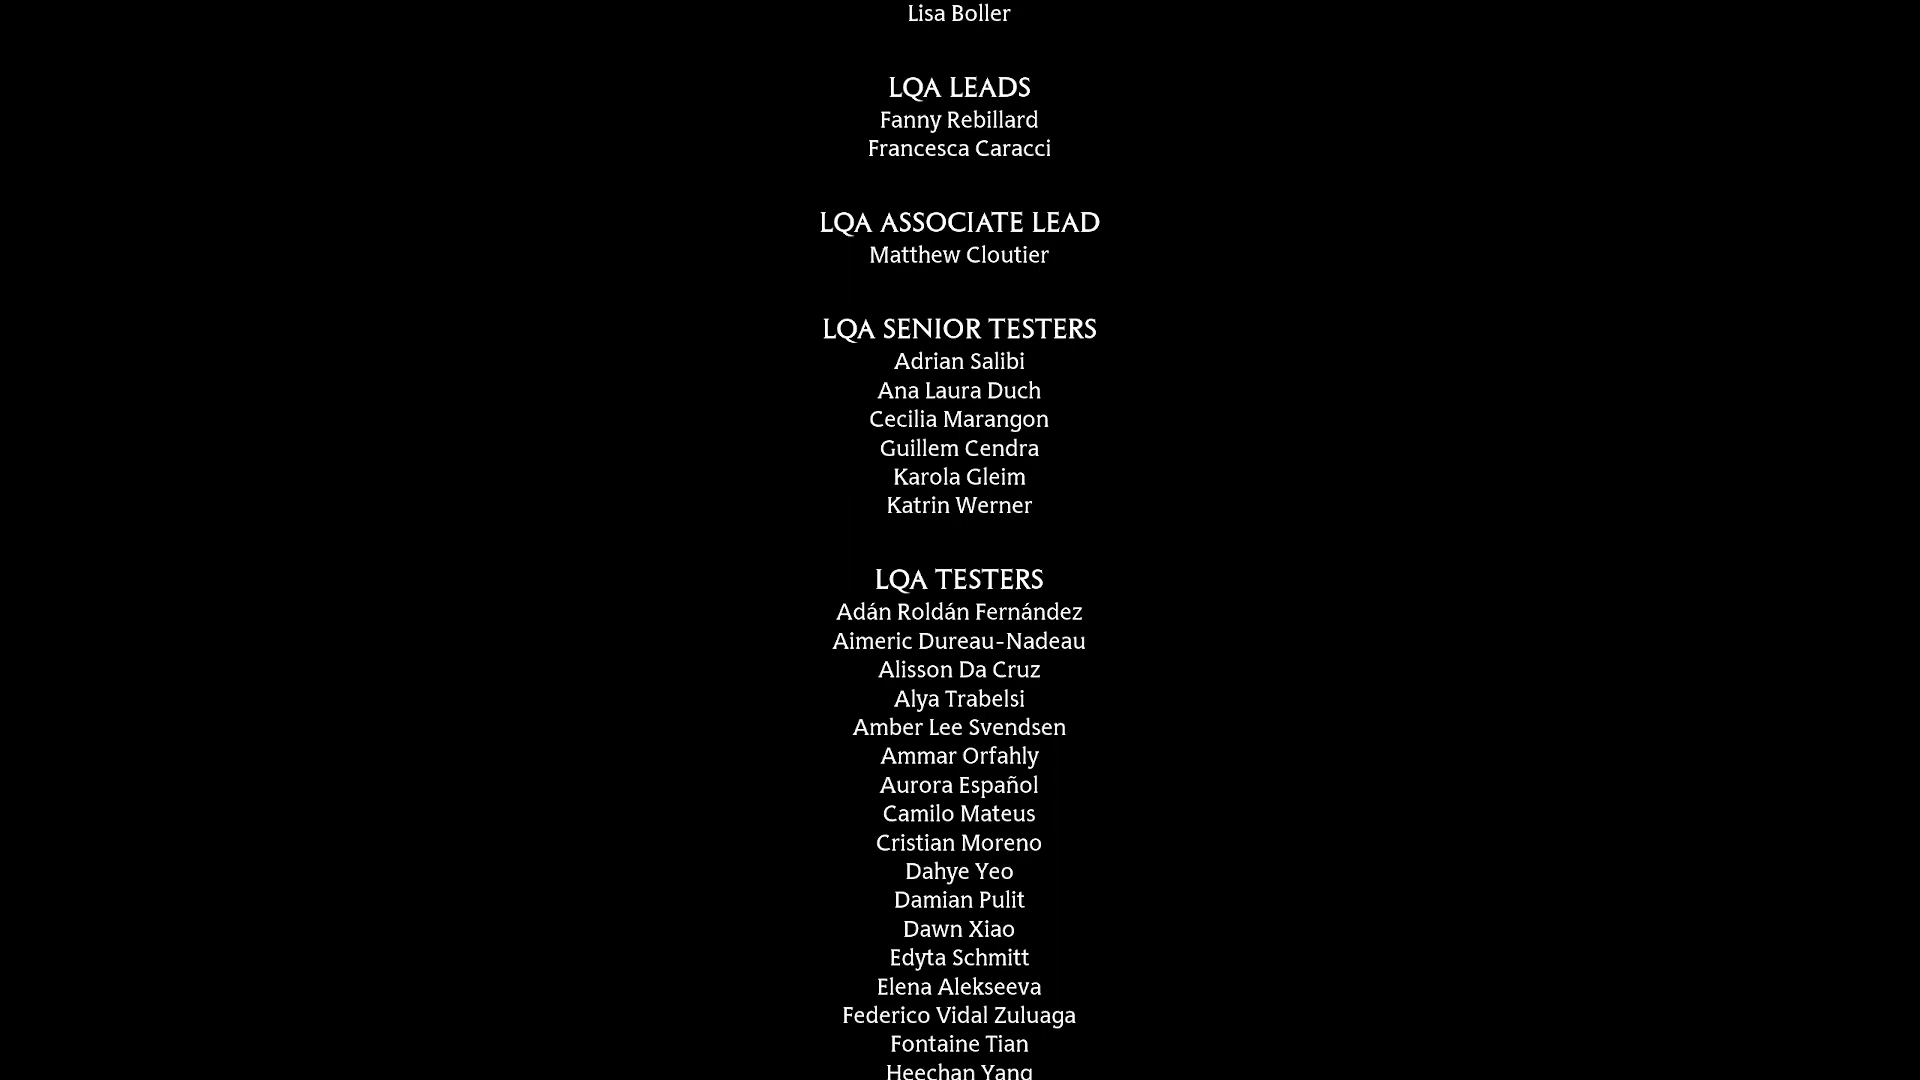 Lisa Boller
LQA LEADS
Fanny Rebillard
Francesca Caracci
LQA ASSOCIATE LEAD
Matthew Cloutier
LQA SENIOR TESTERS
Adrian Salibi
Ana Laura Duch
Cecilia Marangon
Guillem Cendra
Karola Gleim
Katrin Werner
LQA TESTERS
Adán Roldán Fernández
Aimeric Dureau-Nadeau
Alisson Da Cruz
Alya Trabelsi
Amber Lee Svendsen
Ammar Orfahly
Aurora Español
Camilo Mateus
Cristian Moreno
Dahye Yeo
Damian Pulit
Dawn Xiao
Edyta Schmitt
Elena Alekseeva
Federico Vidal Zuluaga
Fontaine Tian
Heechan Yang